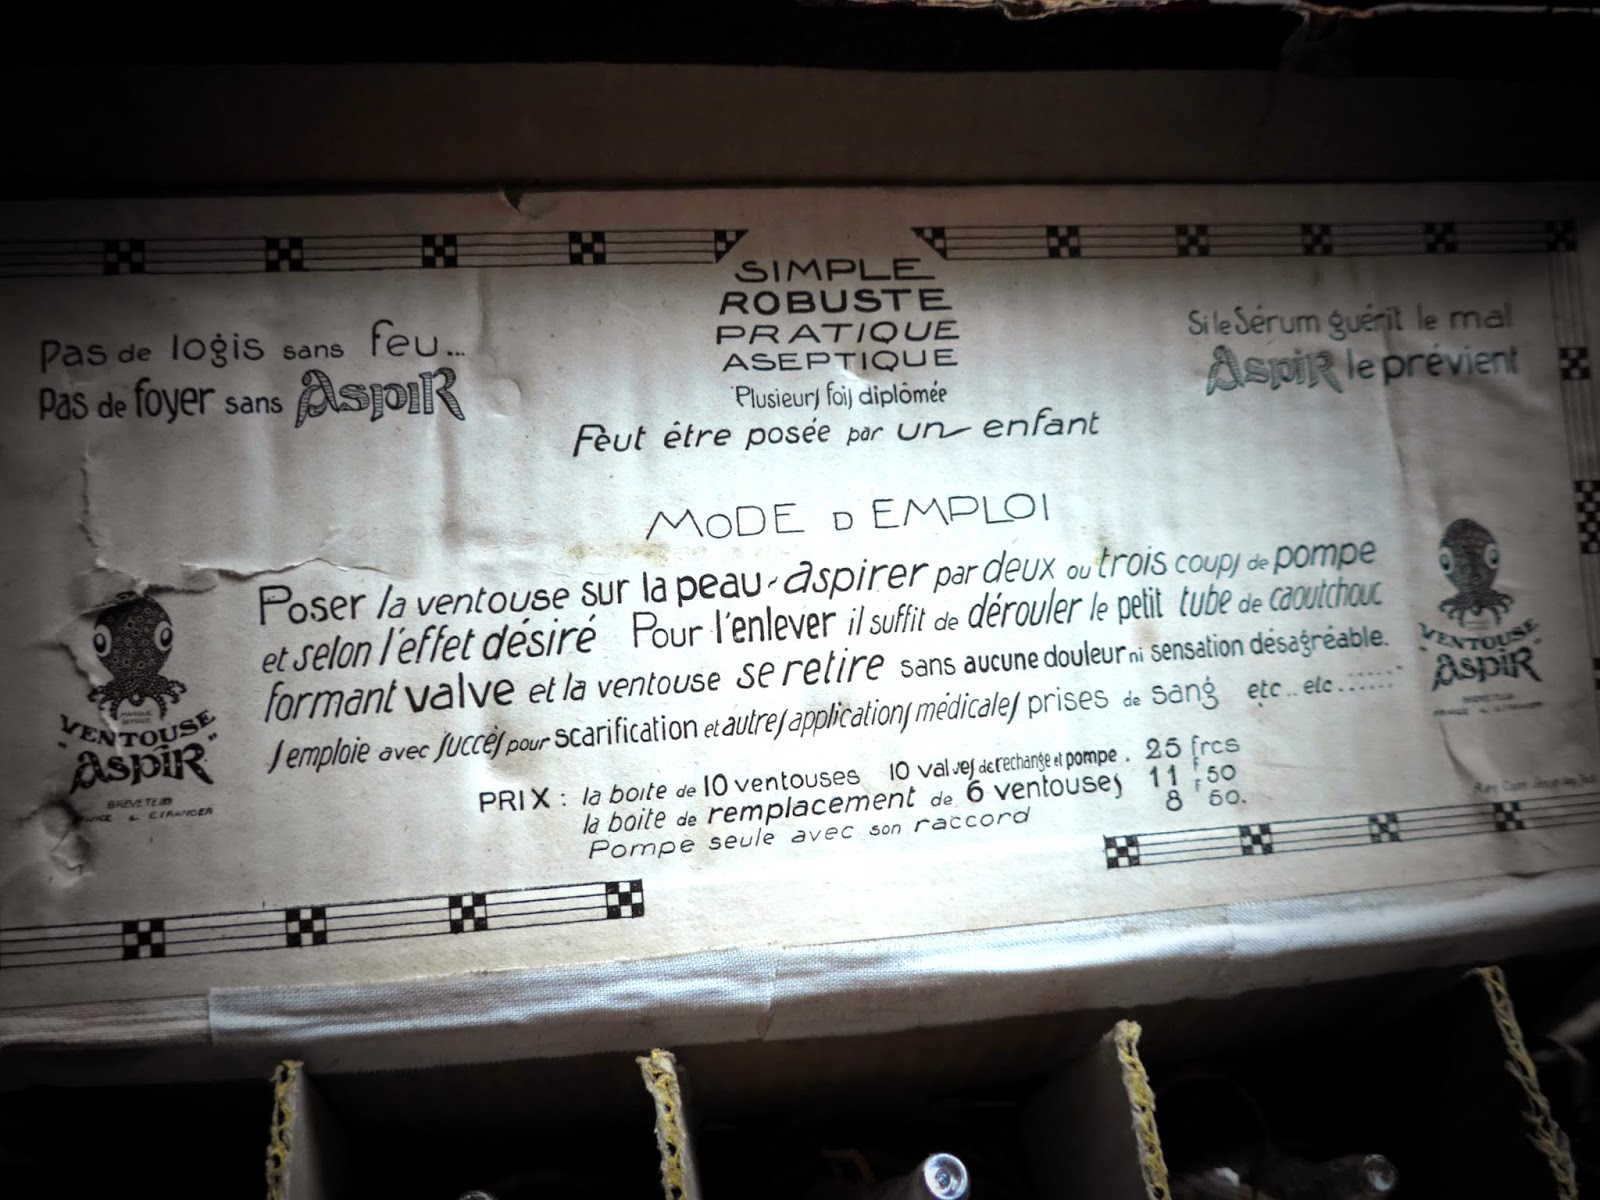 Pas de logis sans feu...
Pas de foyer sans Aspir
SIMPLE
ROBUSTE
PRATIQUE
ASEPTIQUE
Plusieurs fois diplômée
Peut être posée par un enfant
Si le Sérum guérit le mal
Aspir le prévient
MODE D EMPLOI
Poser la ventouse sur la peau - aspirer par deux ou trois coups de pompe
et selon l'effet désiré Pour l'enlever il suffit de dérouler le petit tube de caoutchouc
formant valve et la ventouse se retire sans aucune douleur ni sensation désagréable.
S'emploie avec succès pour scarification et autres applications médicales prises de sang etc.. etc.......
PRIX : la boite de 10 ventouses 10 valves de rechange et pompe. 25 frcs
la boite de remplacement de 6 ventouses 11 f 50
Pompe seule avec son raccord 8 f 50.
MARQUE
VENTOUSE
"Aspir"
BREVETEE
FRANCE & ETRANGER
VENTOUSE
"Aspir"
BREVETEE
FRANCE & ETRANGER